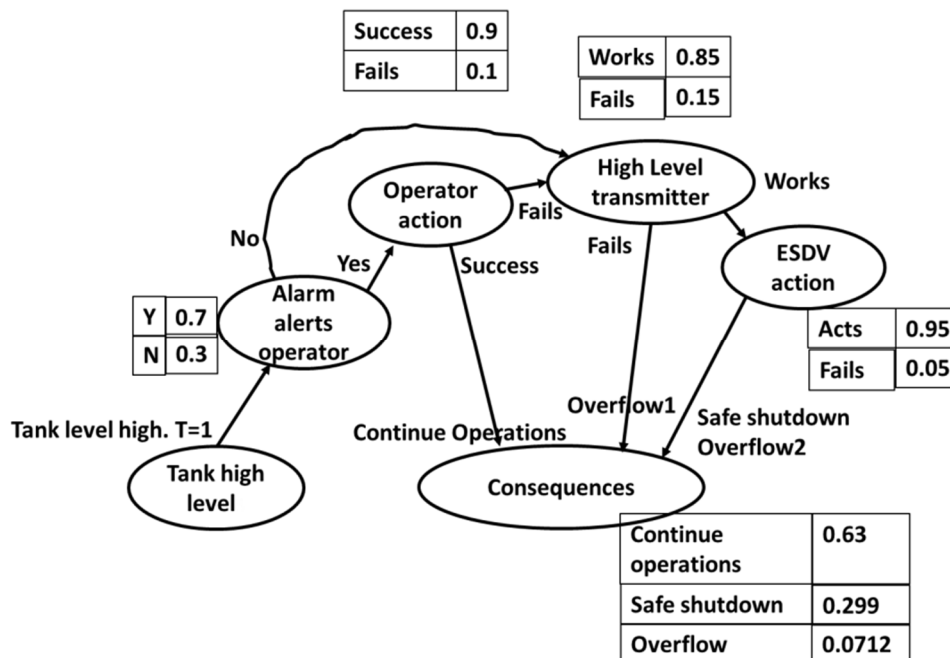 Success 0.9
Fails 0.1
Works 0.85
Fails 0.15
High Level
transmitter
Works
Operator
action
Fails
Fails
No
Yes
Success
ESDV
action
Alarm
alerts
operator
Y 0.7
N 0.3
Acts 0.95
Fails 0.05
Overflow1
Safe shutdown
Overflow2
Tank level high. T=1
Continue Operations
Tank high
level
Consequences
Continue
operations
0.63
Safe shutdown 0.299
Overflow 0.0712